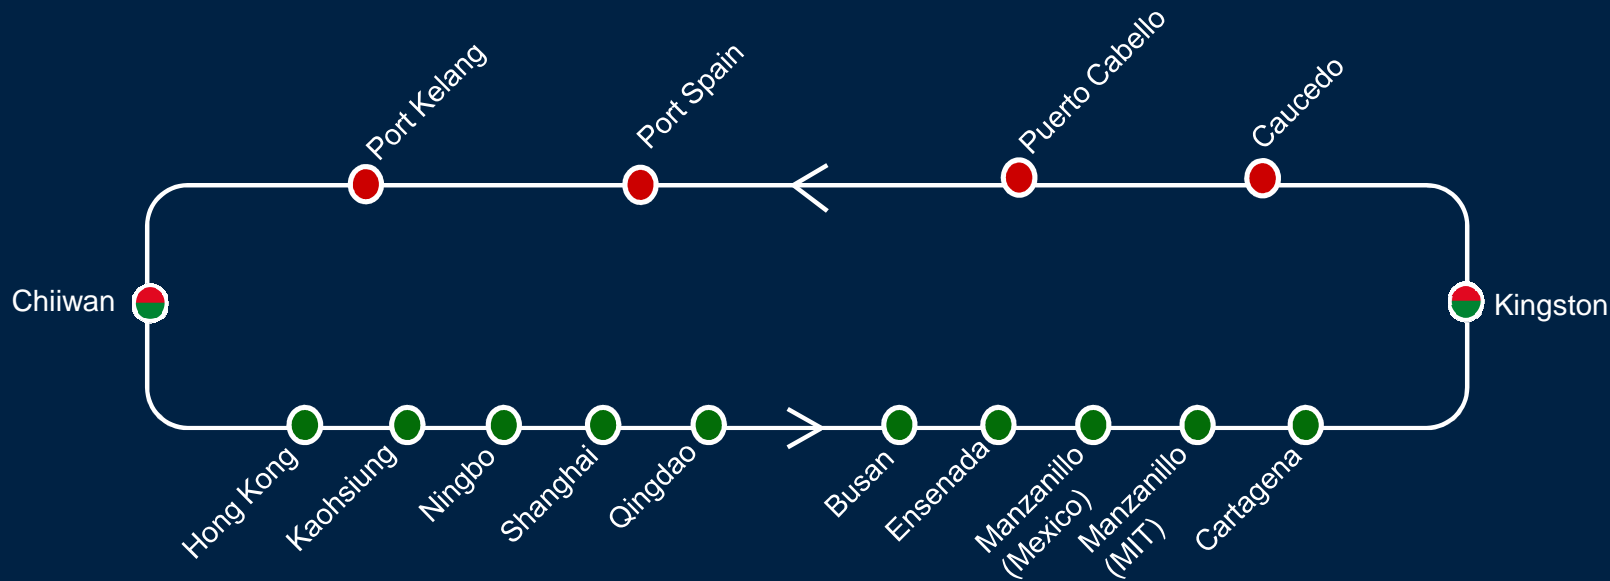 Port Kelang
Port Spain
Puerto Cabello
Caucedo
Chiiwan
Kingston
Hong Kong
Kaohsiung
Ningbo
Shanghai
Qingdao
Busan
Ensenada
Manzanillo
(Mexico)
Manzanillo
(MIT)
Cartagena